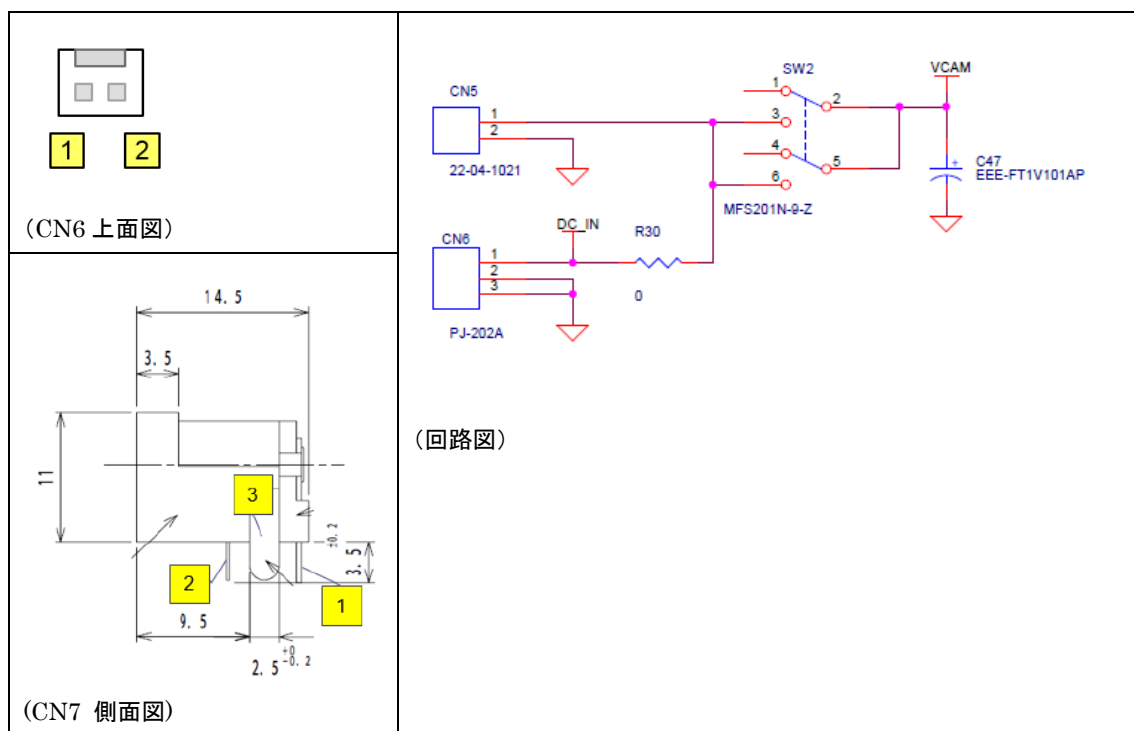 1
2
(CN6 上面図)
14.5
3.5
11
3
±0.2
3.5
2
1
9.5
2.5 +0 -0.2
(CN7 側面図)
CN5
1
2
22-04-1021
CN6
1
2
3
PJ-202A
DC_IN
R30
0
SW2
1
2
3
4
5
6
MFS201N-9-Z
VCAM
+
C47
EEE-FT1V101AP
(回路図)